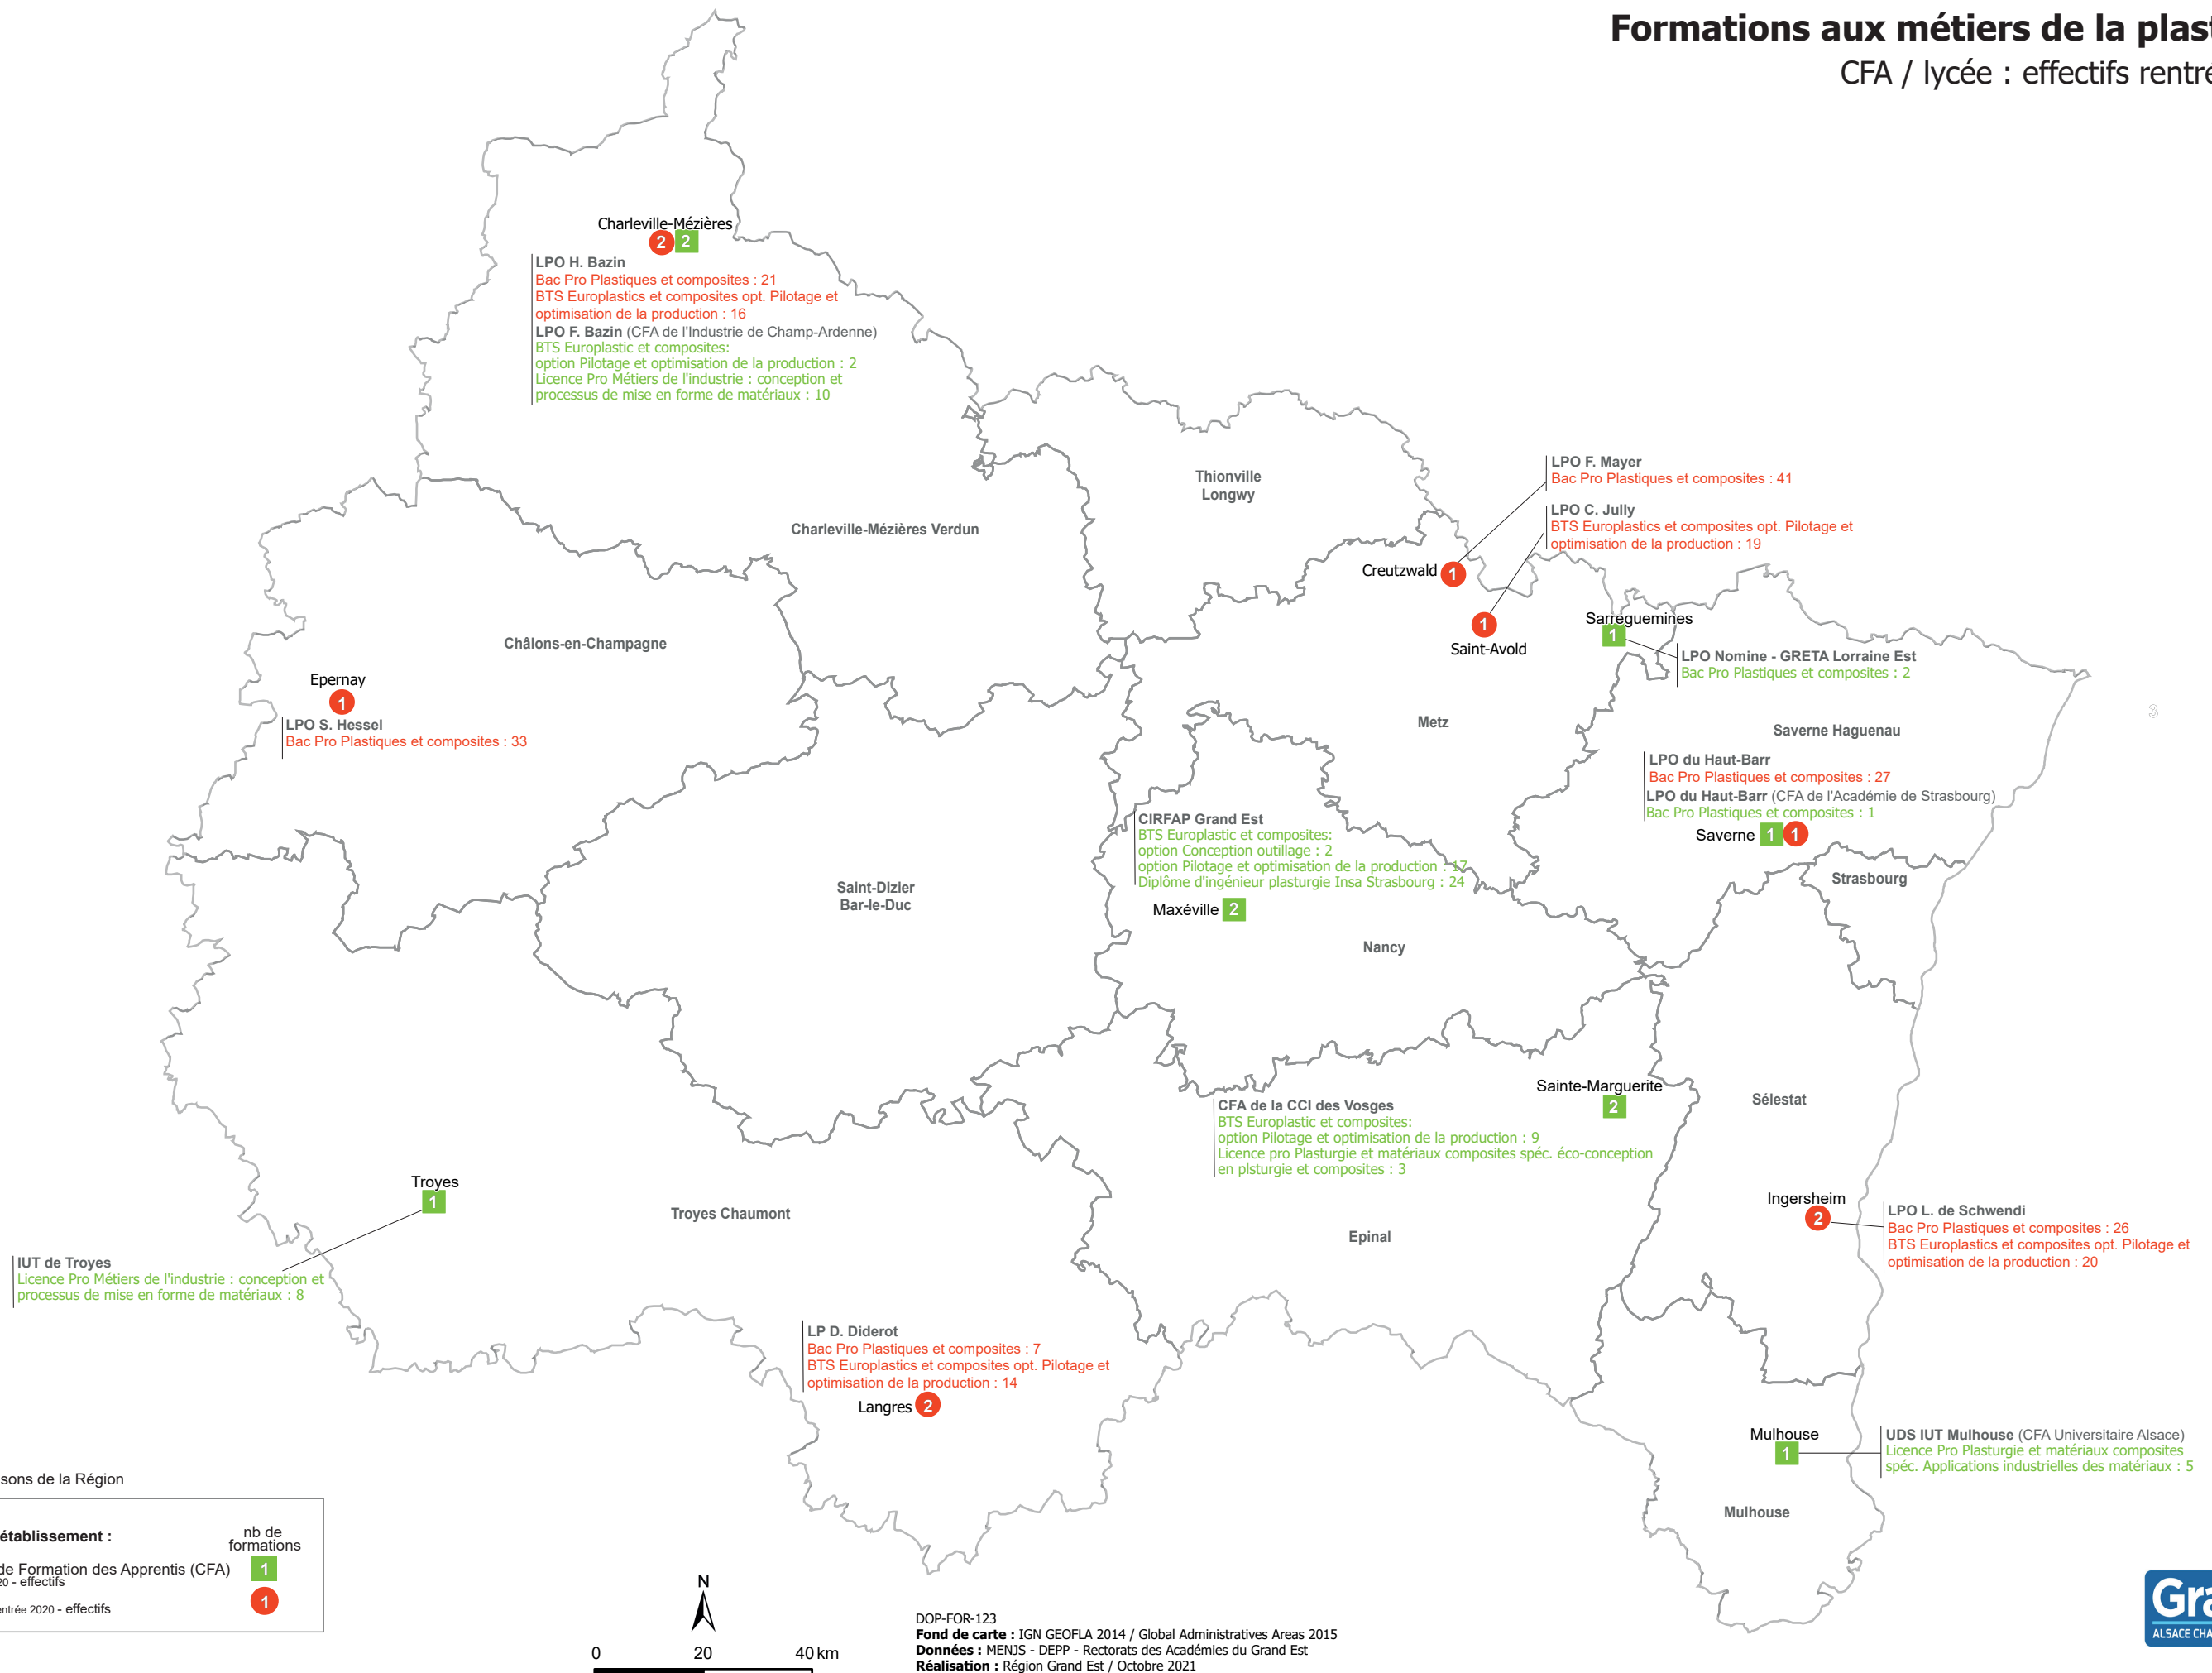 Formations aux métiers de la plast
CFA / lycée : effectifs rentré
Charleville-Mézières
2 2
LPO H. Bazin
Bac Pro Plastiques et composites : 21
BTS Europlastics et composites opt. Pilotage et
optimisation de la production : 16
LPO F. Bazin (CFA de l'Industrie de Champ-Ardenne)
BTS Europlastic et composites:
option Pilotage et optimisation de la production : 2
Licence Pro Métiers de l'industrie : conception et
processus de mise en forme de matériaux : 10
Thionville
Longwy
LPO F. Mayer
Bac Pro Plastiques et composites : 41
LPO C. Jully
BTS Europlastics et composites opt. Pilotage et
optimisation de la production : 19
Charleville-Mézières Verdun
Creutzwald 1
1
Saint-Avold
Sarreguemines
1
LPO Nomine - GRETA Lorraine Est
Bac Pro Plastiques et composites : 2
Châlons-en-Champagne
Epernay
1
LPO S. Hessel
Bac Pro Plastiques et composites : 33
3
Metz
Saverne Haguenau
LPO du Haut-Barr
Bac Pro Plastiques et composites : 27
LPO du Haut-Barr (CFA de l'Académie de Strasbourg)
Bac Pro Plastiques et composites : 1
Saverne 1 1
CIRFAP Grand Est
BTS Europlastic et composites:
option Conception outillage : 2
option Pilotage et optimisation de la production : 17
Diplôme d'ingénieur plasturgie Insa Strasbourg : 24
Maxéville 2
Strasbourg
Saint-Dizier
Bar-le-Duc
Nancy
Sainte-Marguerite
2
CFA de la CCI des Vosges
BTS Europlastic et composites:
option Pilotage et optimisation de la production : 9
Licence pro Plasturgie et matériaux composites spéc. éco-conception
en plsturgie et composites : 3
Sélestat
Troyes
1
Troyes Chaumont
IUT de Troyes
Licence Pro Métiers de l'industrie : conception et
processus de mise en forme de matériaux : 8
Epinal
Ingersheim
2
LPO L. de Schwendi
Bac Pro Plastiques et composites : 26
BTS Europlastics et composites opt. Pilotage et
optimisation de la production : 20
LP D. Diderot
Bac Pro Plastiques et composites : 7
BTS Europlastics et composites opt. Pilotage et
optimisation de la production : 14
Langres 2
Mulhouse
1
UDS IUT Mulhouse (CFA Universitaire Alsace)
Licence Pro Plasturgie et matériaux composites
spéc. Applications industrielles des matériaux : 5
Mulhouse
sons de la Région
établissement :
nb de
formations
de Formation des Apprentis (CFA) 1
20 - effectifs
entrée 2020 - effectifs 1
N
0 20 40 km
DOP-FOR-123
Fond de carte : IGN GEOFLA 2014 / Global Administratives Areas 2015
Données : MENJS - DEPP - Rectorats des Académies du Grand Est
Réalisation : Région Grand Est / Octobre 2021
Gra
ALSACE CHA